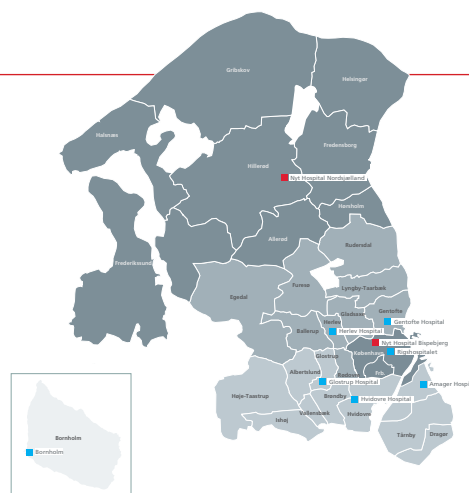 Gribskov
Helsingør
Halsnæs
Fredensborg
Hillerød
Nyt Hospital Nordsjælland
Hørsholm
Allerød
Rudersdal
Frederikssund
Furesø
Lyngby-Taarbæk
Egedal
Gladsaxe
Gentofte
Herlev
Gentofte Hospital
Ballerup
Herlev Hospital
Nyt Hospital Bispebjerg
København
Rigshospitalet
Glostrup
Albertslund
Rødovre
Frb.
Glostrup Hospital
Amager Hospi
Høje-Taastrup
Brøndby
Hvidovre Hospital
Vallensbæk
Hvidovre
Ishøj
Tårnby
Dragør
Bornholm
Bornholm